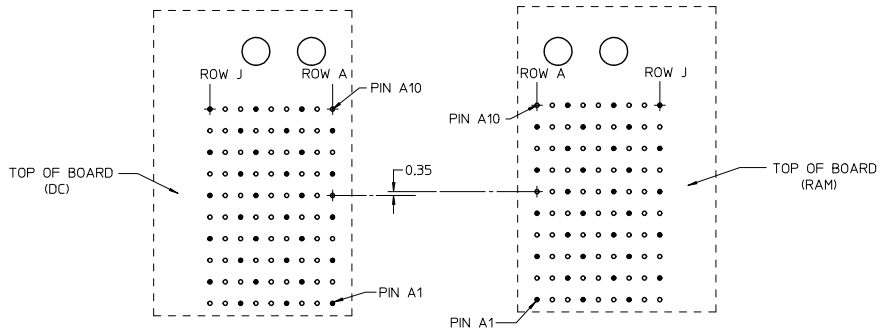 ROW J
ROW A
PIN A10
TOP OF BOARD
(DC)
0.35
PIN A1
ROW A
ROW J
PIN A10
TOP OF BOARD
(RAM)
PIN A1